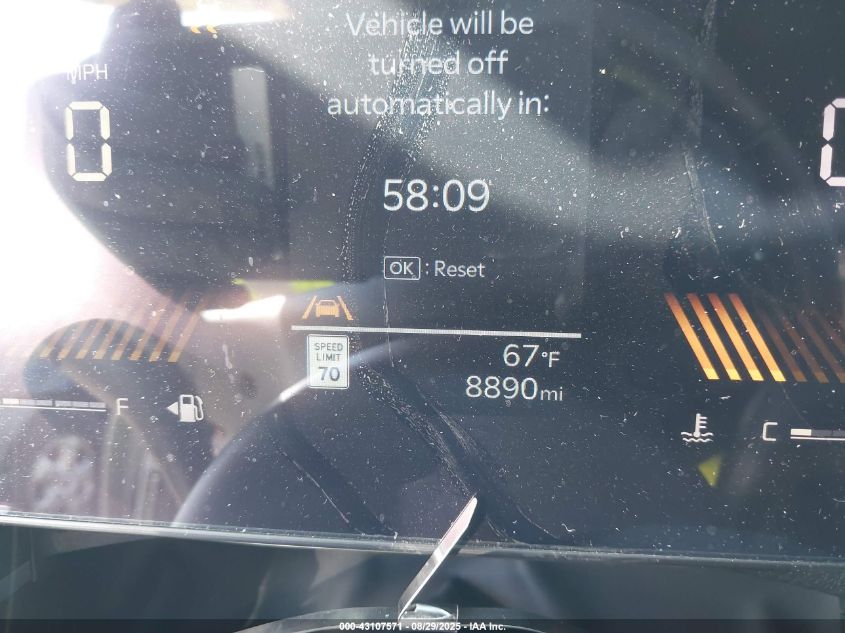 Vehicle will be
turned off
automatically in:
MPH
0
58:09
OK : Reset
SPEED
LIMIT
70
67°F
8890mi
F
C
000-43107571 - 08/29/2025 - IAA Inc.